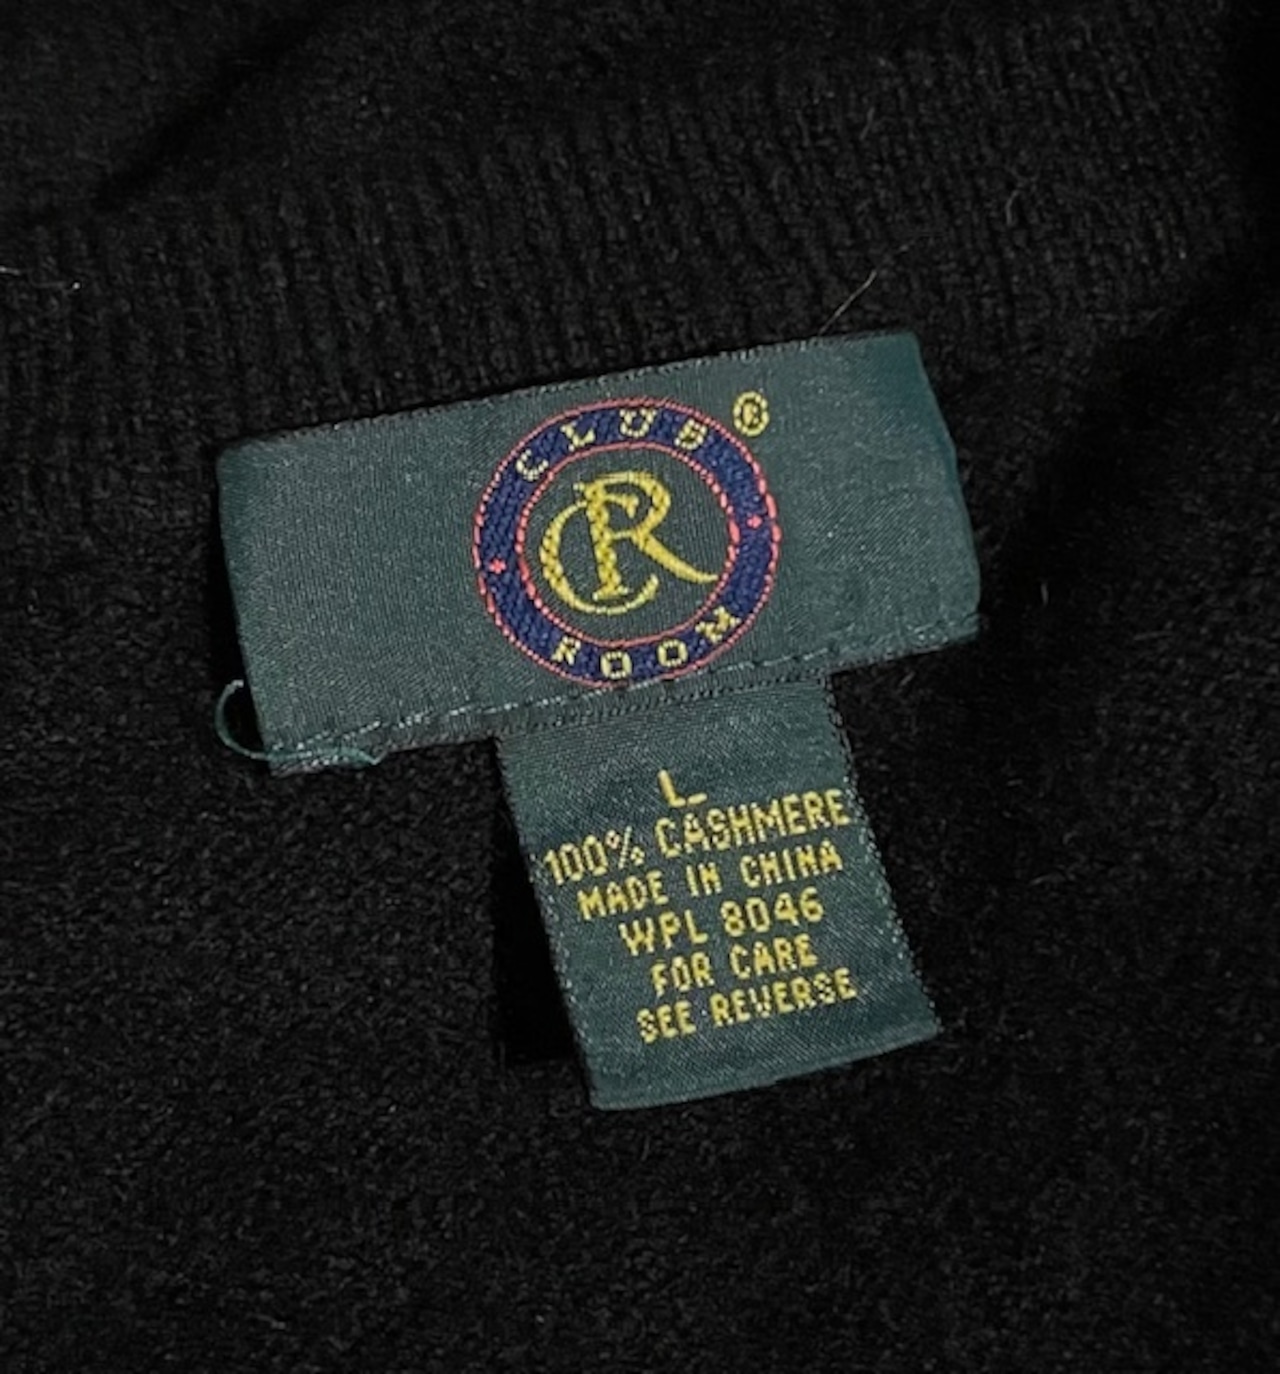 CLUB ®
CR
ROOM
L
100% CASHMERE
MADE IN CHINA
WPL 8046
FOR CARE
SEE REVERSE